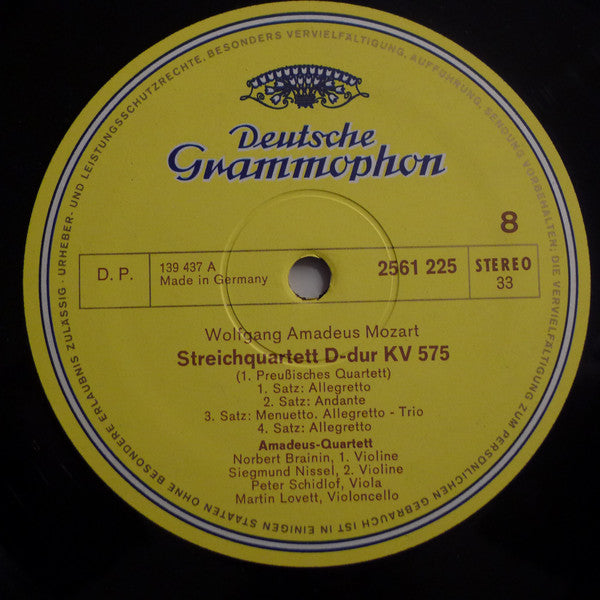 URHEBER- UND LEISTUNGSSCHUTZRECHTE, BESONDERS VERVIELFÄLTIGUNG, AUFFÜHRUNG, SENDUNG VORBEHALTEN; DIE VERVIELFÄLTIGUNG ZUM PERSÖNLICHEN GEBRAUCH IST IN EINIGEN STAATEN OHNE BESONDERE ERLAUBNIS ZULÄSSIG ·
Deutsche
Grammophon
8
D. P.
139 437 A
Made in Germany
2561 225
STEREO
33
Wolfgang Amadeus Mozart
Streichquartett D-dur KV 575
(1. Preußisches Quartett)
1. Satz: Allegretto
2. Satz: Andante
3. Satz: Menuetto. Allegretto - Trio
4. Satz: Allegretto
Amadeus-Quartett
Norbert Brainin, 1. Violine
Siegmund Nissel, 2. Violine
Peter Schidlof, Viola
Martin Lovett, Violoncello